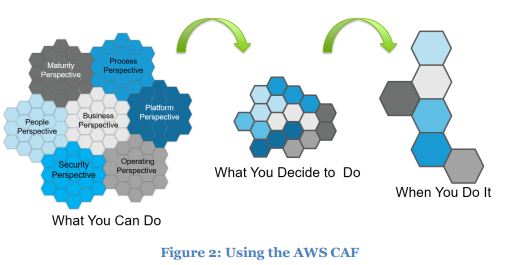 Maturity
Perspective
Process
Perspective
Platform
Perspective
People
Perspective
Business
Perspective
Security
Perspective
Operating
Perspective
What You Can Do
What You Decide to Do
When You Do It
Figure 2: Using the AWS CAF